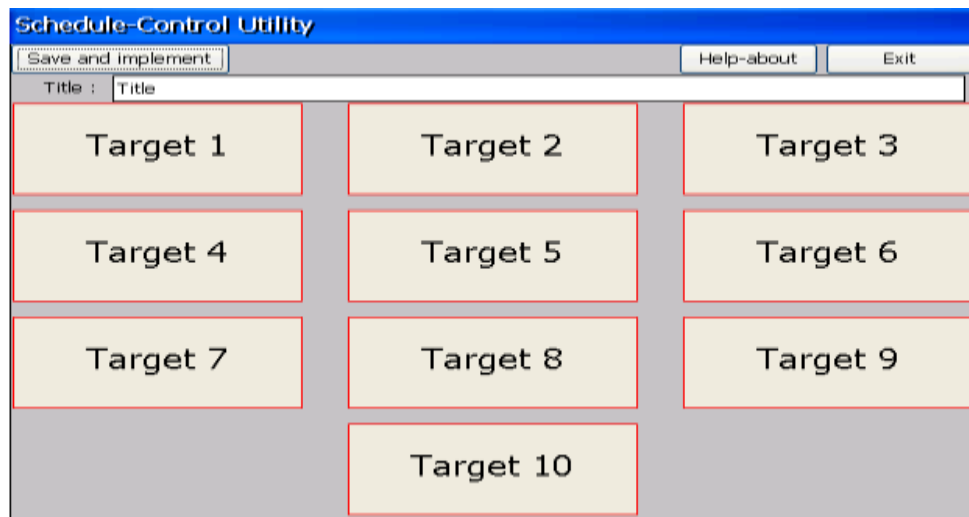 Schedule-Control Utility
Save and implement Help-about Exit
Title : Title
Target 1 Target 2 Target 3
Target 4 Target 5 Target 6
Target 7 Target 8 Target 9
Target 10